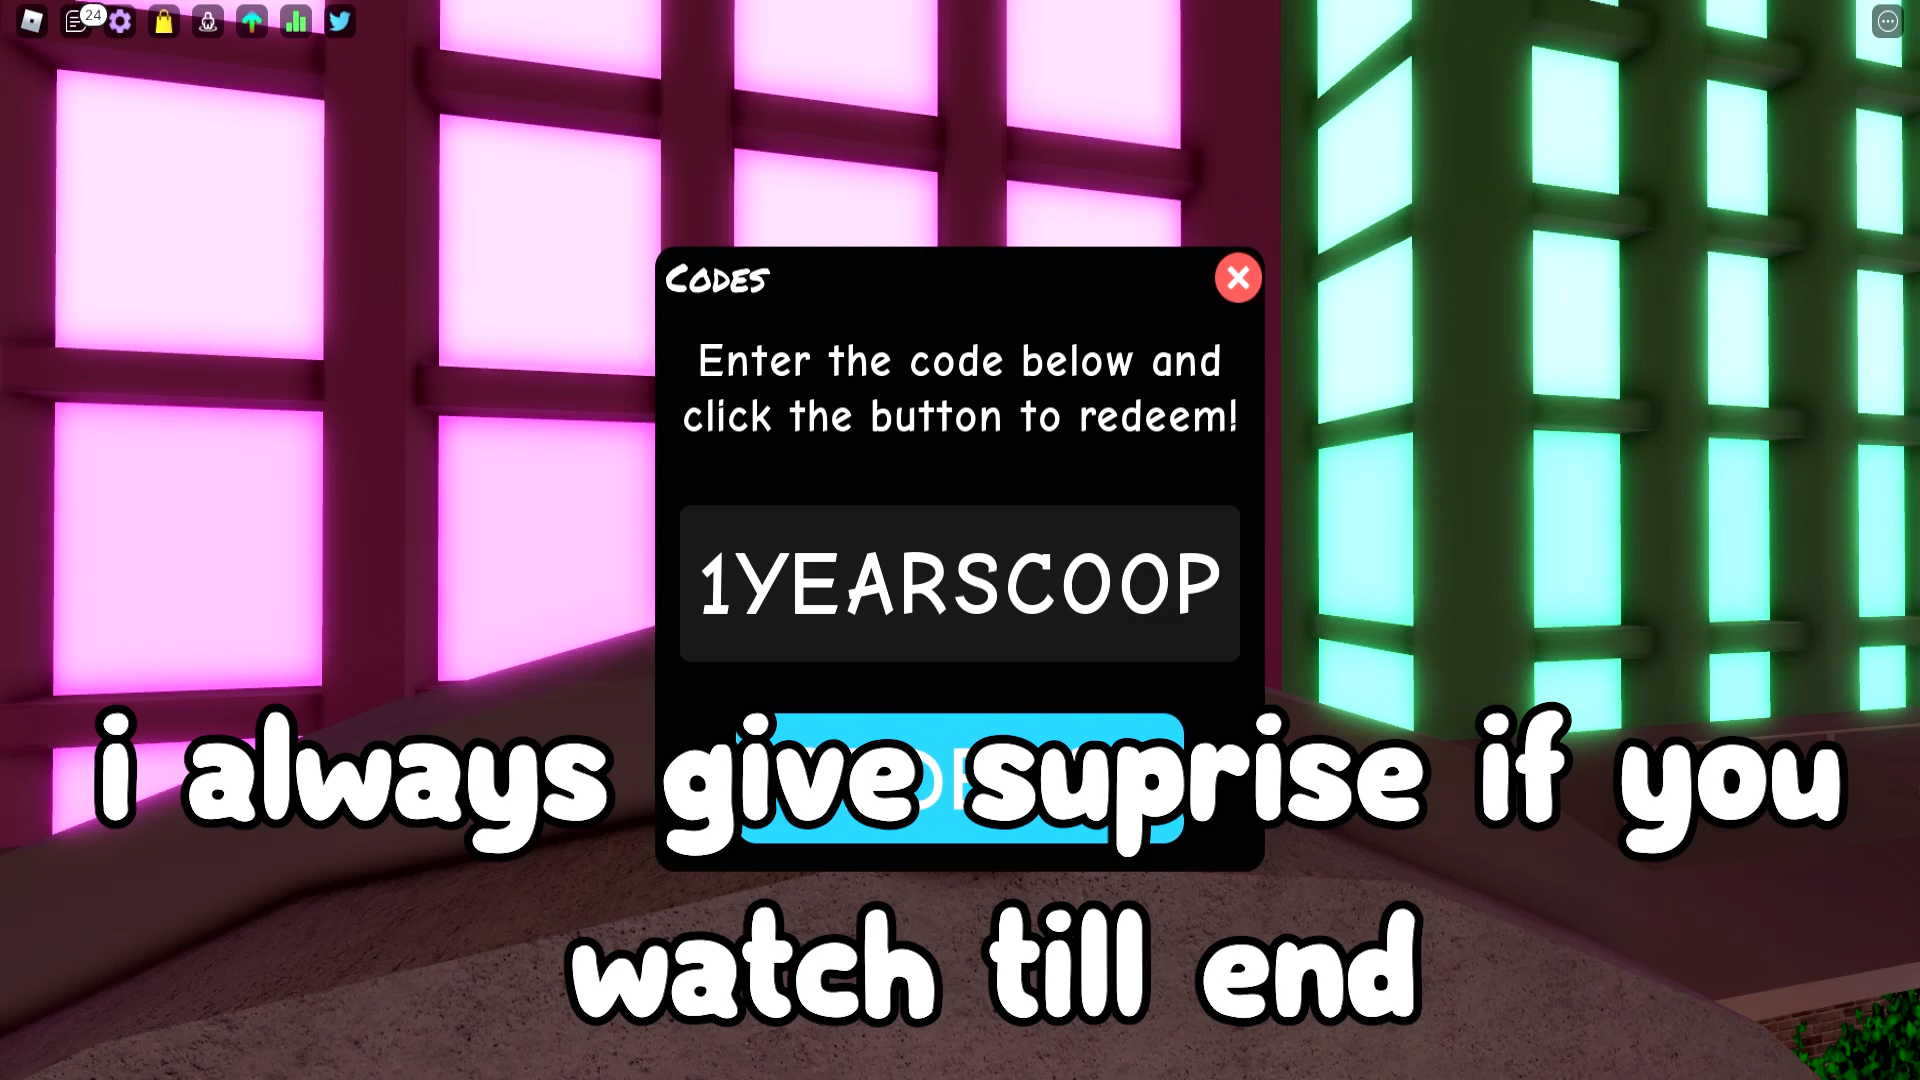 24
CODES
Enter the code below and
click the button to redeem!
1YEARSCOOP
i always give suprise if you
watch till end